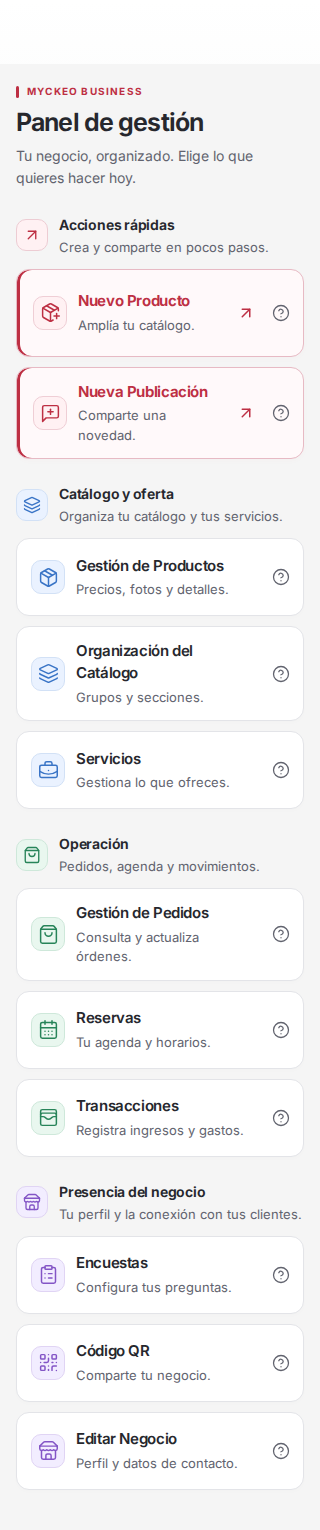 MYCKEO BUSINESS
Panel de gestión
Tu negocio, organizado. Elige lo que
quieres hacer hoy.
Acciones rápidas
Crea y comparte en pocos pasos.
Nuevo Producto
Amplía tu catálogo.
Nueva Publicación
Comparte una
novedad.
Catálogo y oferta
Organiza tu catálogo y tus servicios.
Gestión de Productos
Precios, fotos y detalles.
Organización del
Catálogo
Grupos y secciones.
Servicios
Gestiona lo que ofreces.
Operación
Pedidos, agenda y movimientos.
Gestión de Pedidos
Consulta y actualiza
órdenes.
Reservas
Tu agenda y horarios.
Transacciones
Registra ingresos y gastos.
Presencia del negocio
Tu perfil y la conexión con tus clientes.
Encuestas
Configura tus preguntas.
Código QR
Comparte tu negocio.
Editar Negocio
Perfil y datos de contacto.